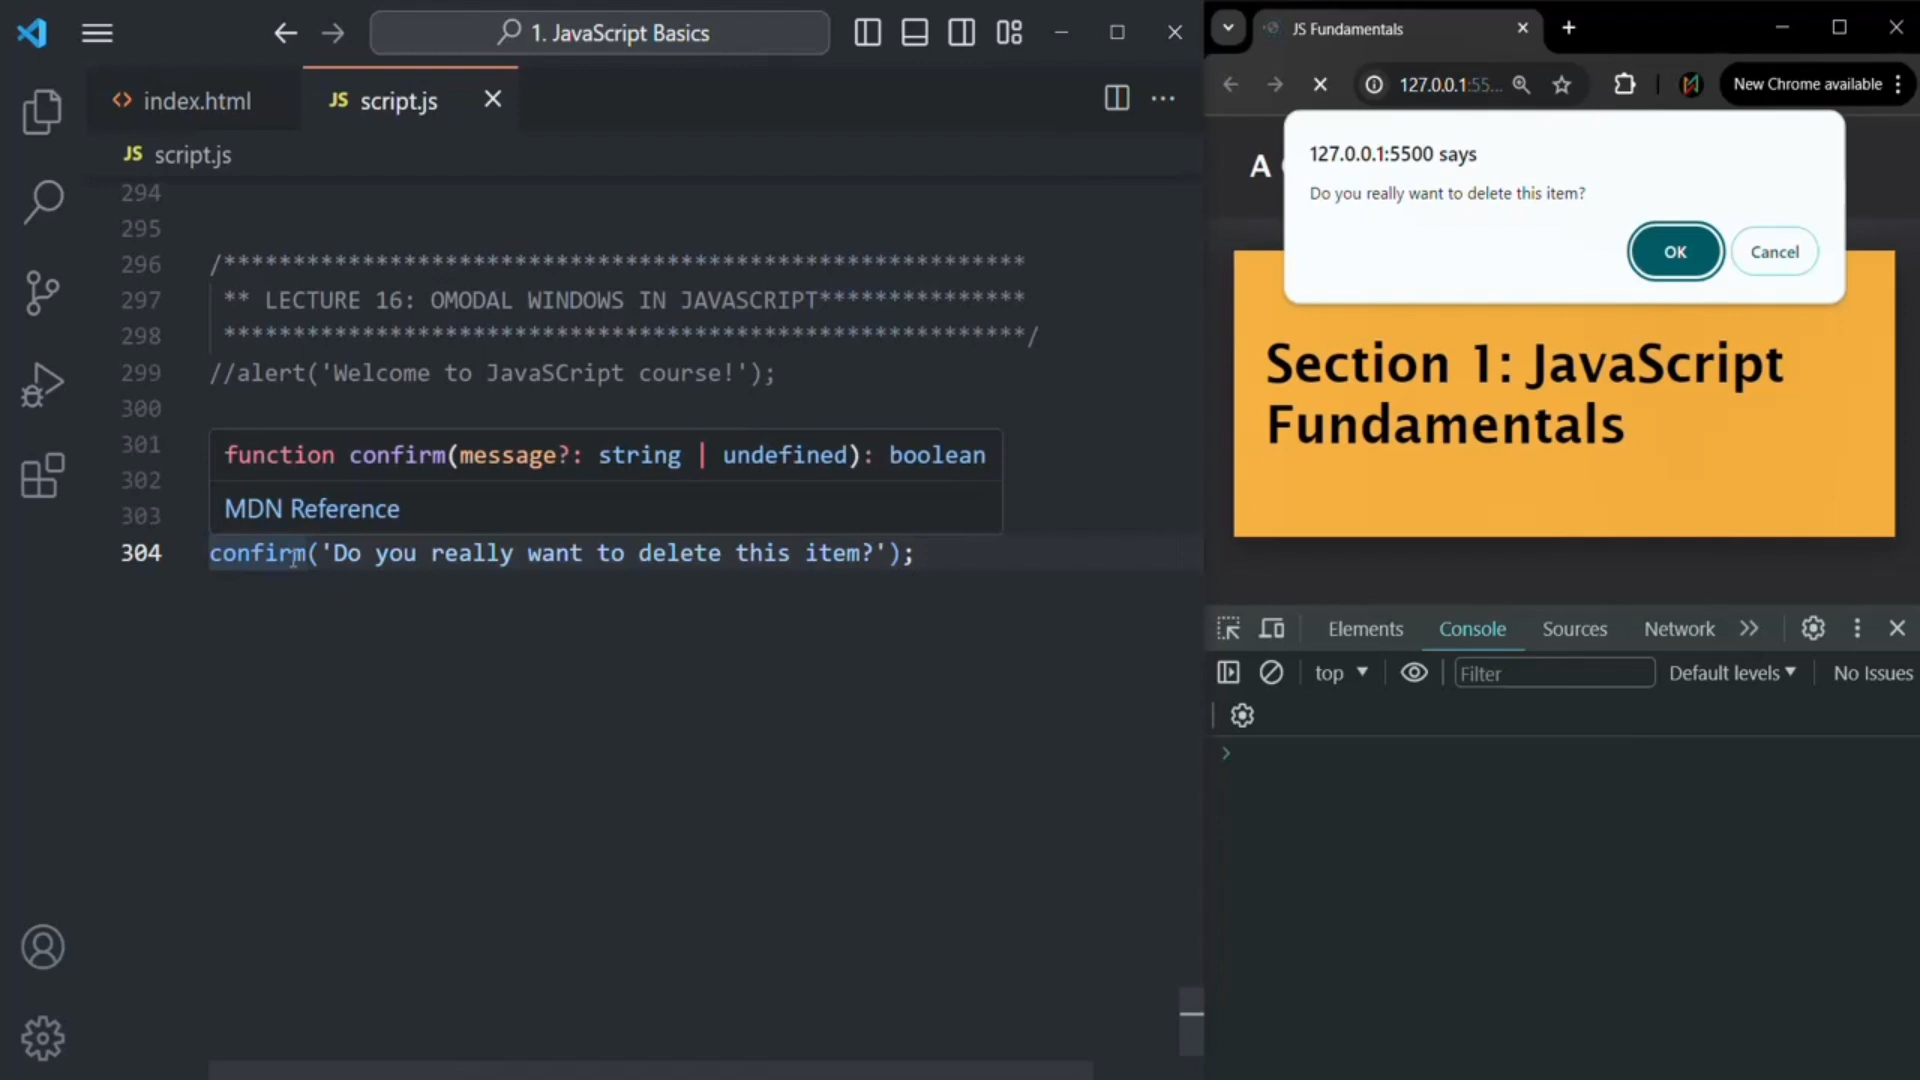 1. JavaScript Basics
<> index.html
JS script.js
JS script.js
294
295
296 /**********************************************************
297 ** LECTURE 16: OMODAL WINDOWS IN JAVASCRIPT***************
298 **********************************************************/
299 //alert('Welcome to JavaSCript course!');
300
301
function confirm(message?: string | undefined): boolean
302
303
MDN Reference
304 confirm('Do you really want to delete this item?');
JS Fundamentals
127.0.0.1:55...
New Chrome available
A
127.0.0.1:5500 says
Do you really want to delete this item?
OK
Cancel
Section 1: JavaScript
Fundamentals
Elements Console Sources Network
top Filter Default levels No Issues